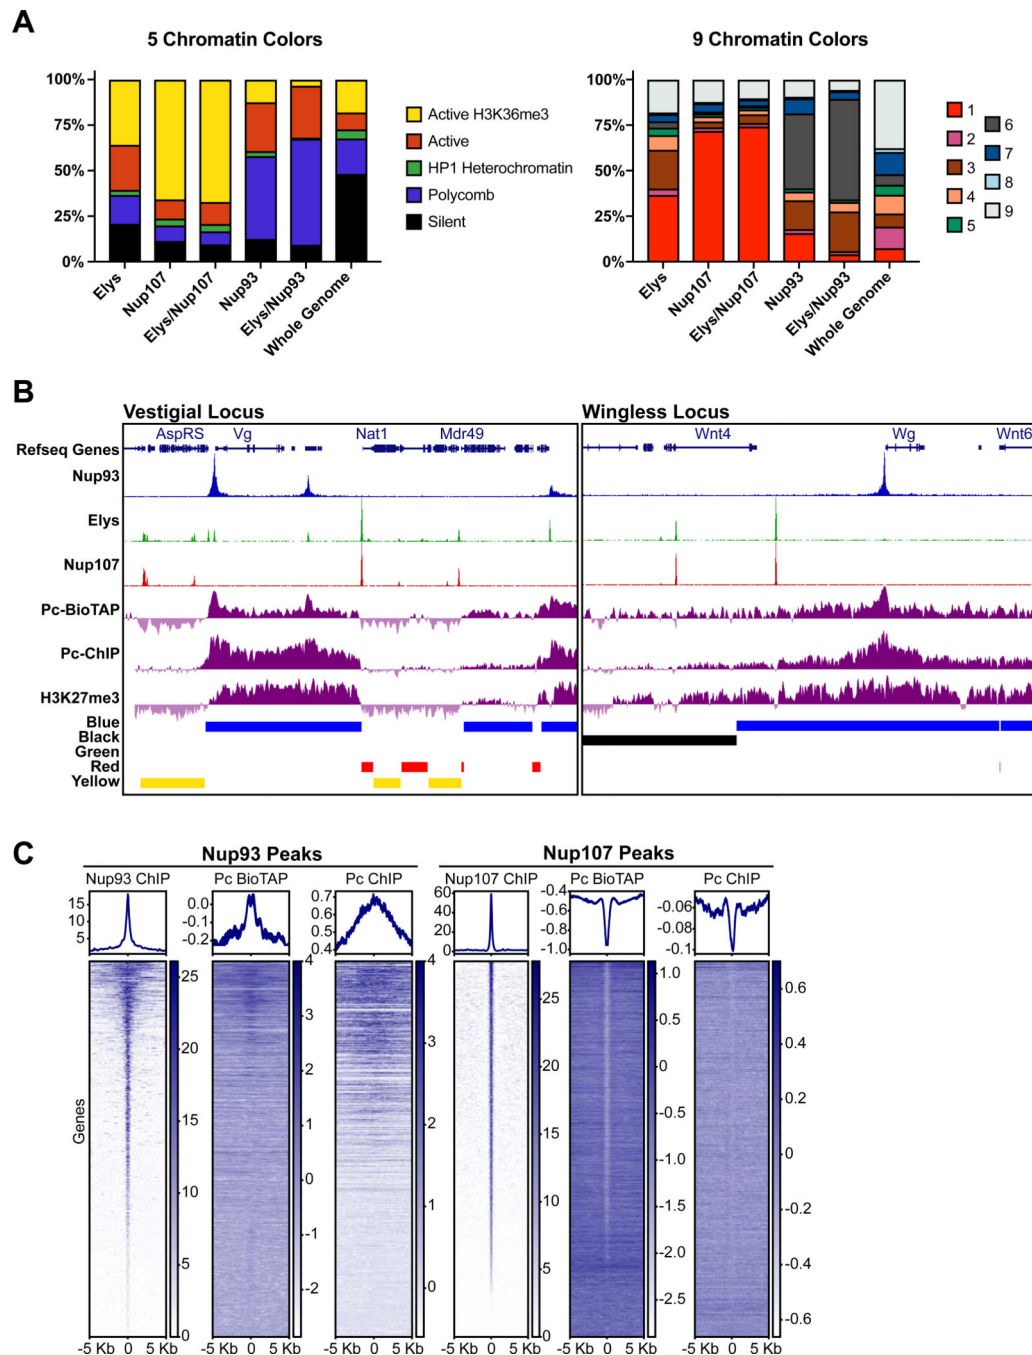 A
5 Chromatin Colors
100%
75%
50%
25%
0%
Elys
Nup107
Elys/Nup107
Nup93
Elys/Nup93
Whole Genome
Active H3K36me3
Active
HP1 Heterochromatin
Polycomb
Silent
9 Chromatin Colors
100%
75%
50%
25%
0%
Elys
Nup107
Elys/Nup107
Nup93
Elys/Nup93
Whole Genome
1
2
3
4
5
6
7
8
9
B
Vestigial Locus
Wingless Locus
Refseq Genes
AspRS Vg Nat1 Mdr49
Wnt4 Wg Wnt6
Nup93
Elys
Nup107
Pc-BioTAP
Pc-ChIP
H3K27me3
Blue
Black
Green
Red
Yellow
C
Nup93 Peaks
Nup107 Peaks
Nup93 ChIP
15
5
Pc BioTAP
0.0
-0.1
-0.2
Pc ChIP
0.7
0.6
0.5
0.4
Nup107 ChIP
60
40
20
0
Pc BioTAP
-0.4
-0.6
-0.8
-1.0
Pc ChIP
-0.06
-0.08
-0.1
Genes
25
20
15
10
5
0
4
3
2
1
0
-1
-2
4
3
2
1
0
25
20
15
10
5
0
1.0
0.5
0
-0.5
-1.0
-1.5
-2.0
-2.5
0.6
0.4
0.2
0
-0.2
-0.4
-0.6
-5 Kb 0 5 Kb
-5 Kb 0 5 Kb
-5 Kb 0 5 Kb
-5 Kb 0 5 Kb
-5 Kb 0 5 Kb
-5 Kb 0 5 Kb